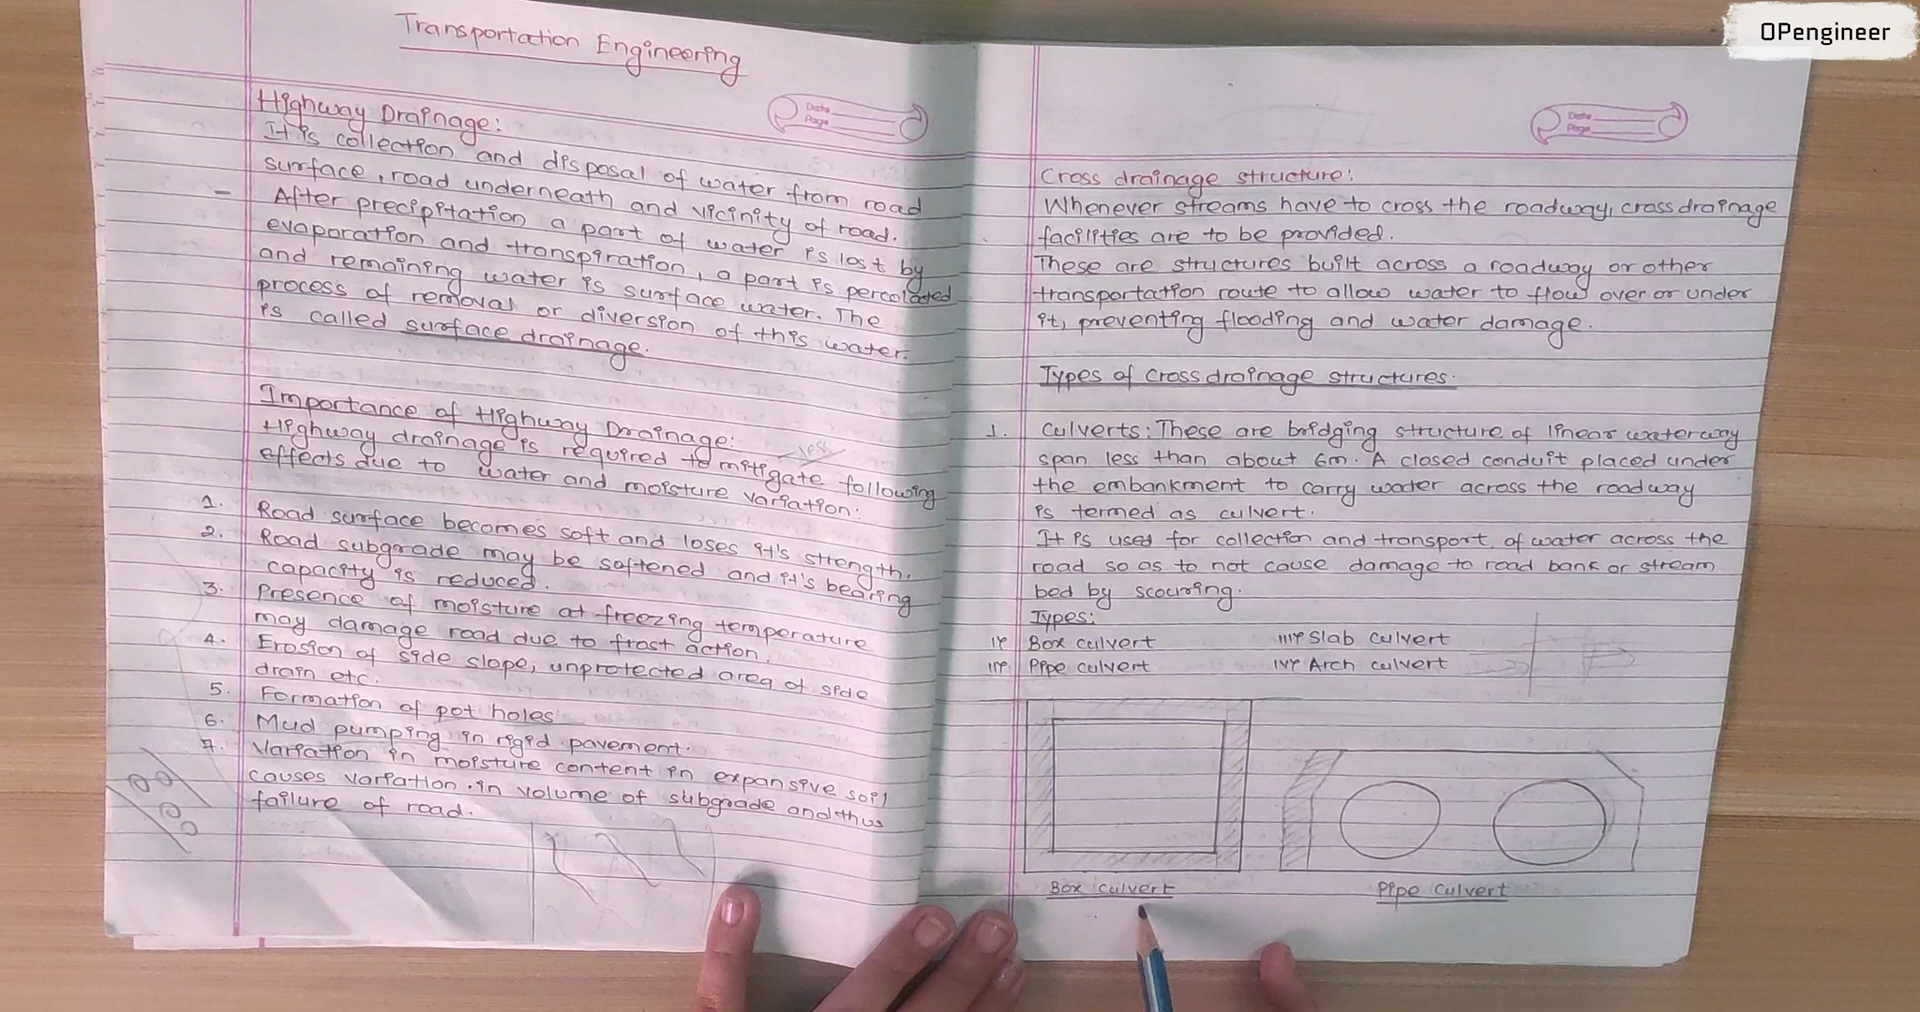 OPengineer
Transportation Engineering
Date
Page
Highway Drainage:
It is collection and disposal of water from road
surface, road underneath and vicinity of road.
- After precipitation a part of water is lost by
evaporation and transpiration, a part is percolated
and remaining water is surface water. The
process of removal or diversion of this water.
is called surface drainage.
Importance of Highway Drainage:
Highway drainage is required to mitigate following
effects due to water and moisture variation:
1. Road surface becomes soft and loses it's strength.
2. Road subgrade may be softened and it's bearing
capacity is reduced.
3. Presence of moisture at freezing temperature
may damage road due to frost action.
4. Erosion of side slope, unprotected area of side
drain etc.
5. Formation of pot holes
6. Mud pumping in rigid pavement.
7. Variation in moisture content in expansive soil
causes variation in volume of subgrade and thus
failure of road.
Date
Page
Cross drainage structure:
Whenever streams have to cross the roadway, cross drainage
facilities are to be provided.
These are structures built across a roadway or other
transportation route to allow water to flow over or under
it, preventing flooding and water damage.
Types of Cross drainage structures:
1. Culverts: These are bridging structure of linear waterway
span less than about 6m. A closed conduit placed under
the embankment to carry water across the roadway
is termed as culvert.
It is used for collection and transport of water across the
road so as to not cause damage to road bank or stream
bed by scouring.
Types:
i) Box culvert iii) Slab culvert
ii) Pipe culvert iv) Arch culvert
Box culvert Pipe culvert